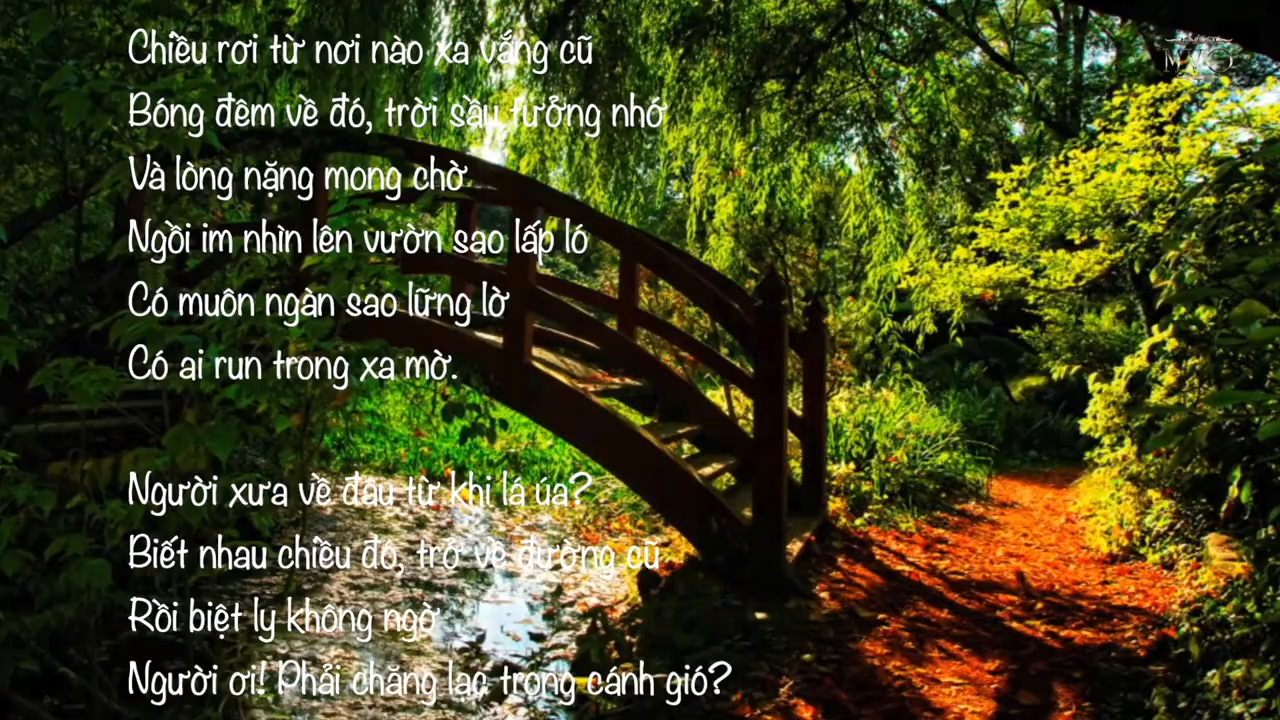 Chiều rơi từ nơi nào xa vắng cũ
Bóng đêm về đó, trời sầu tưởng nhớ
Và lòng nặng mong chờ
Ngồi im nhìn lên vườn sao lấp ló
Có muôn ngàn sao lững lờ
Có ai run trong xa mờ.
Người xưa về đâu từ khi lá úa?
Biết nhau chiều đó, trở về đường cũ
Rồi biệt ly không ngờ
Người ơi! Phải chăng lạc trong cánh gió?